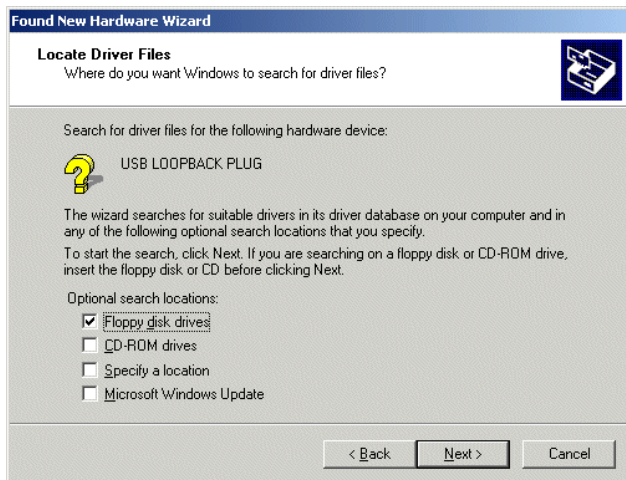 Found New Hardware Wizard
Locate Driver Files
Where do you want Windows to search for driver files?
Search for driver files for the following hardware device:
USB LOOPBACK PLUG
The wizard searches for suitable drivers in its driver database on your computer and in
any of the following optional search locations that you specify.
To start the search, click Next. If you are searching on a floppy disk or CD-ROM drive,
insert the floppy disk or CD before clicking Next.
Optional search locations:
Floppy disk drives
CD-ROM drives
Specify a location
Microsoft Windows Update
< Back Next > Cancel